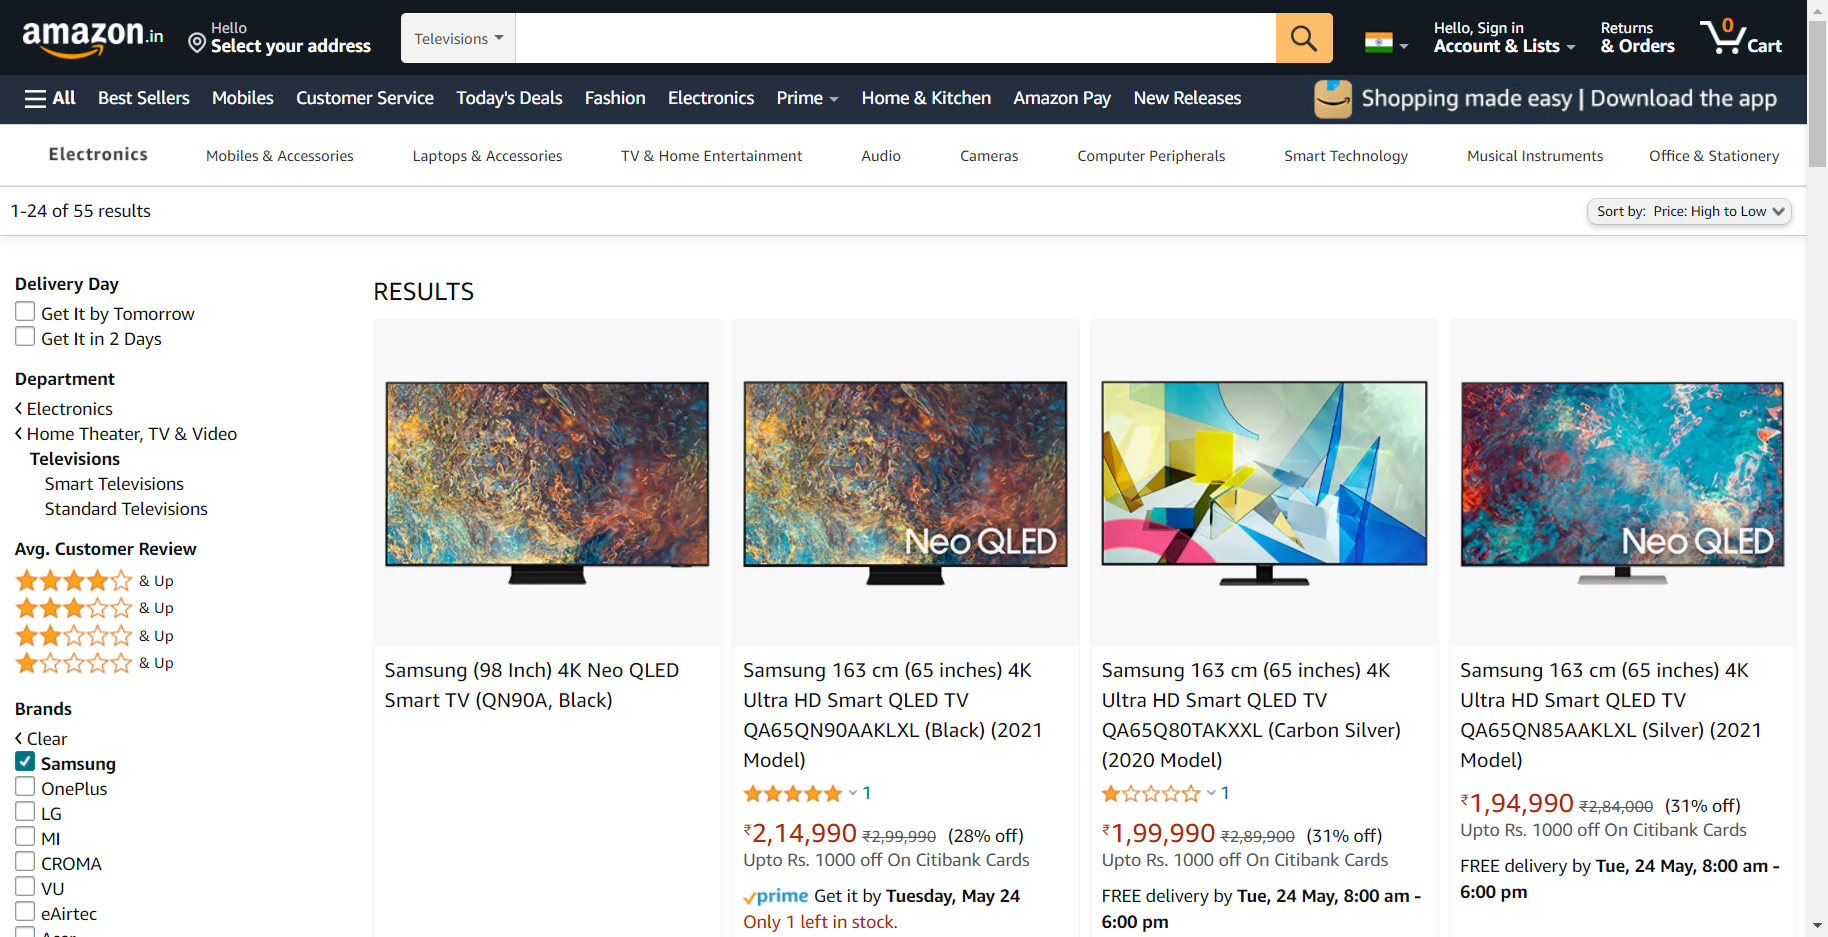 amazon.in
Hello
Select your address
Televisions
Hello, Sign in
Account & Lists
Returns
& Orders
0
Cart
All
Best Sellers
Mobiles
Customer Service
Today's Deals
Fashion
Electronics
Prime
Home & Kitchen
Amazon Pay
New Releases
Shopping made easy | Download the app
Electronics
Mobiles & Accessories
Laptops & Accessories
TV & Home Entertainment
Audio
Cameras
Computer Peripherals
Smart Technology
Musical Instruments
Office & Stationery
1-24 of 55 results
Sort by: Price: High to Low
Delivery Day
Get It by Tomorrow
Get It in 2 Days
Department
Electronics
Home Theater, TV & Video
Televisions
Smart Televisions
Standard Televisions
Avg. Customer Review
& Up
& Up
& Up
& Up
Brands
Clear
Samsung
OnePlus
LG
MI
CROMA
VU
eAirtec
RESULTS
Samsung (98 Inch) 4K Neo QLED
Smart TV (QN90A, Black)
Neo QLED
Samsung 163 cm (65 inches) 4K
Ultra HD Smart QLED TV
QA65QN90AAKLXL (Black) (2021
Model)
1
₹2,14,990 ₹2,99,990 (28% off)
Upto Rs. 1000 off On Citibank Cards
prime Get it by Tuesday, May 24
Only 1 left in stock.
Samsung 163 cm (65 inches) 4K
Ultra HD Smart QLED TV
QA65Q80TAKXXL (Carbon Silver)
(2020 Model)
1
₹1,99,990 ₹2,89,900 (31% off)
Upto Rs. 1000 off On Citibank Cards
FREE delivery by Tue, 24 May, 8:00 am -
6:00 pm
Neo QLED
Samsung 163 cm (65 inches) 4K
Ultra HD Smart QLED TV
QA65QN85AAKLXL (Silver) (2021
Model)
₹1,94,990 ₹2,84,000 (31% off)
Upto Rs. 1000 off On Citibank Cards
FREE delivery by Tue, 24 May, 8:00 am -
6:00 pm